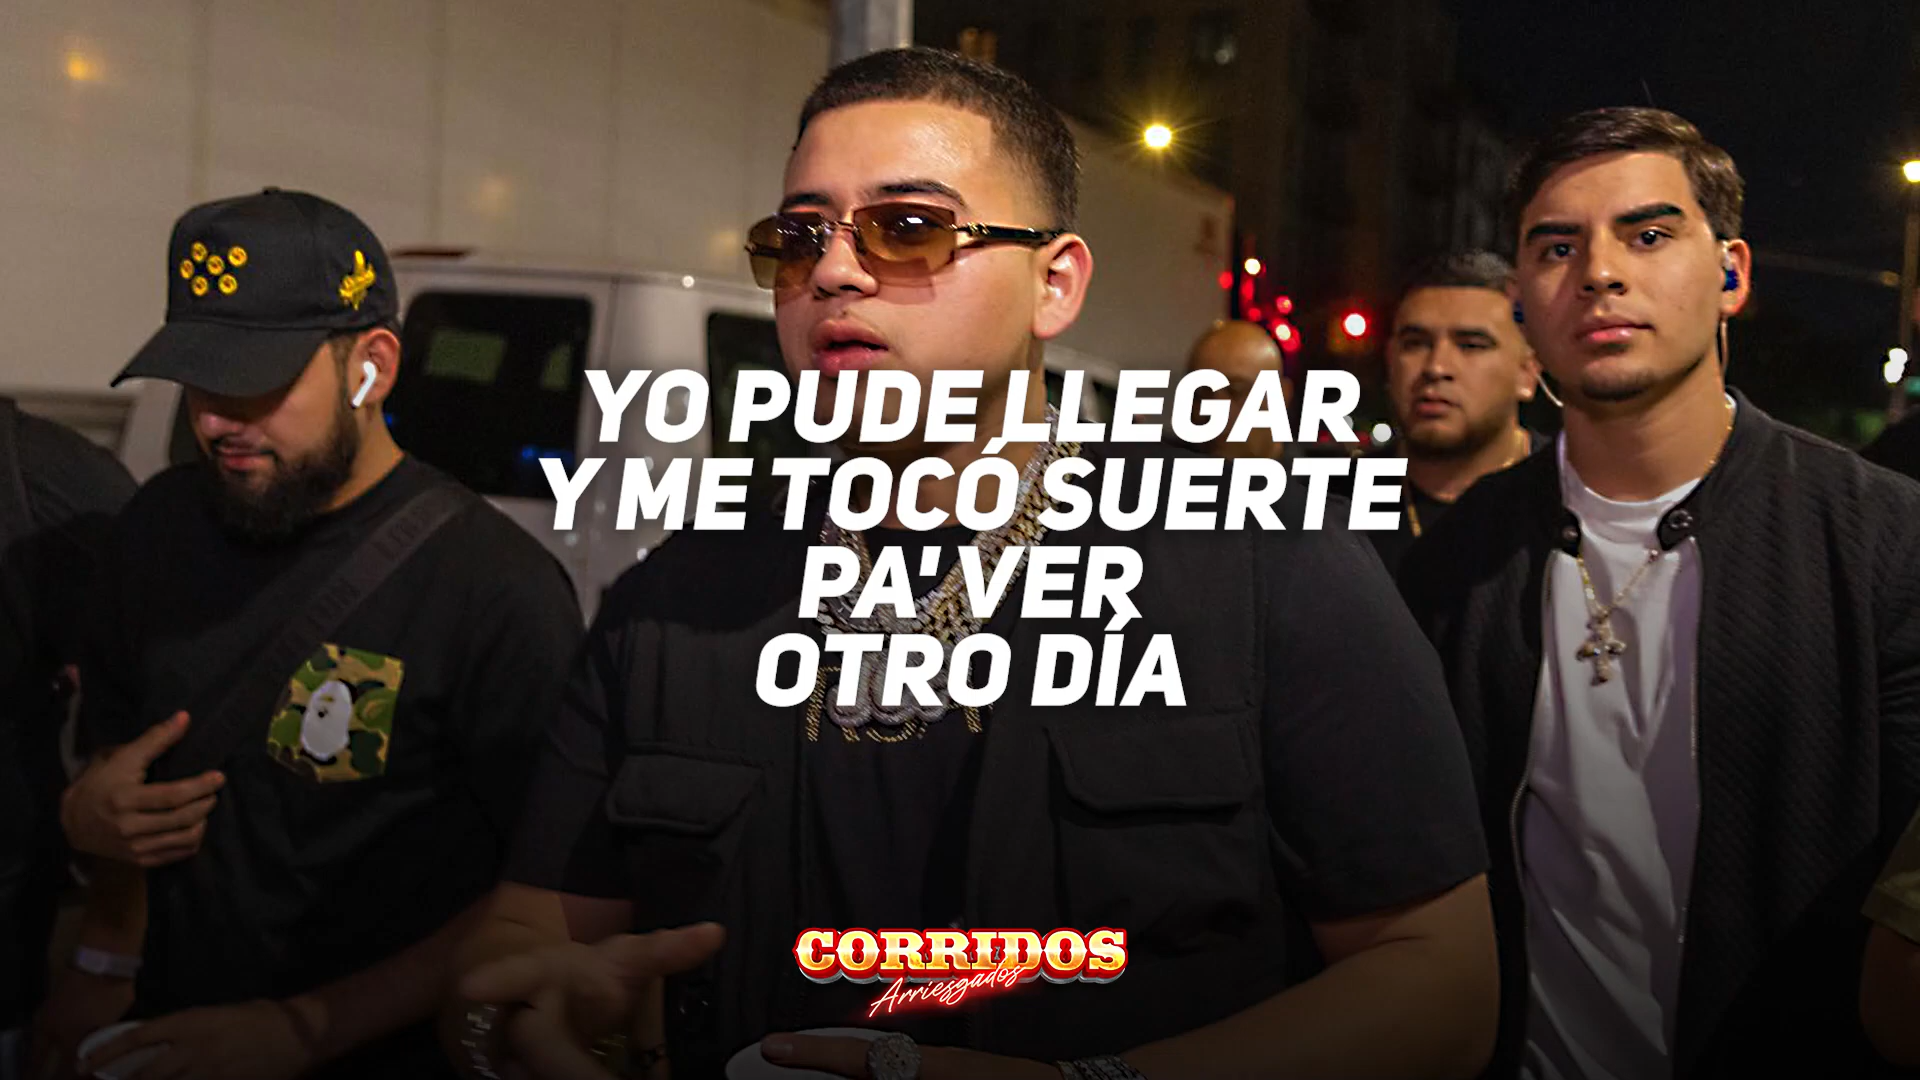 YO PUDE LLEGAR
Y ME TOCÓ SUERTE
PA' VER
OTRO DÍA
CORRIDOS
Arriesgados